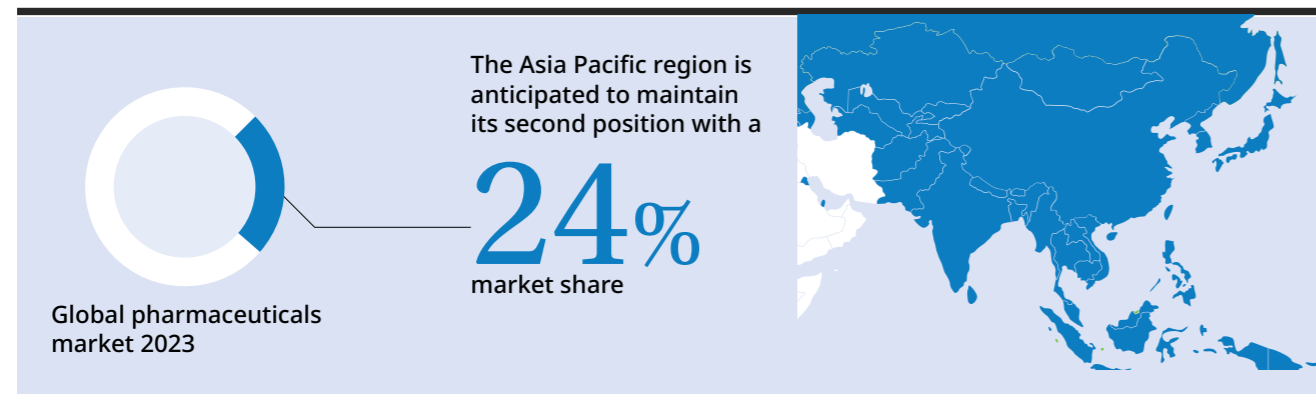 The Asia Pacific region is
anticipated to maintain
its second position with a
24%
market share
Global pharmaceuticals
market 2023